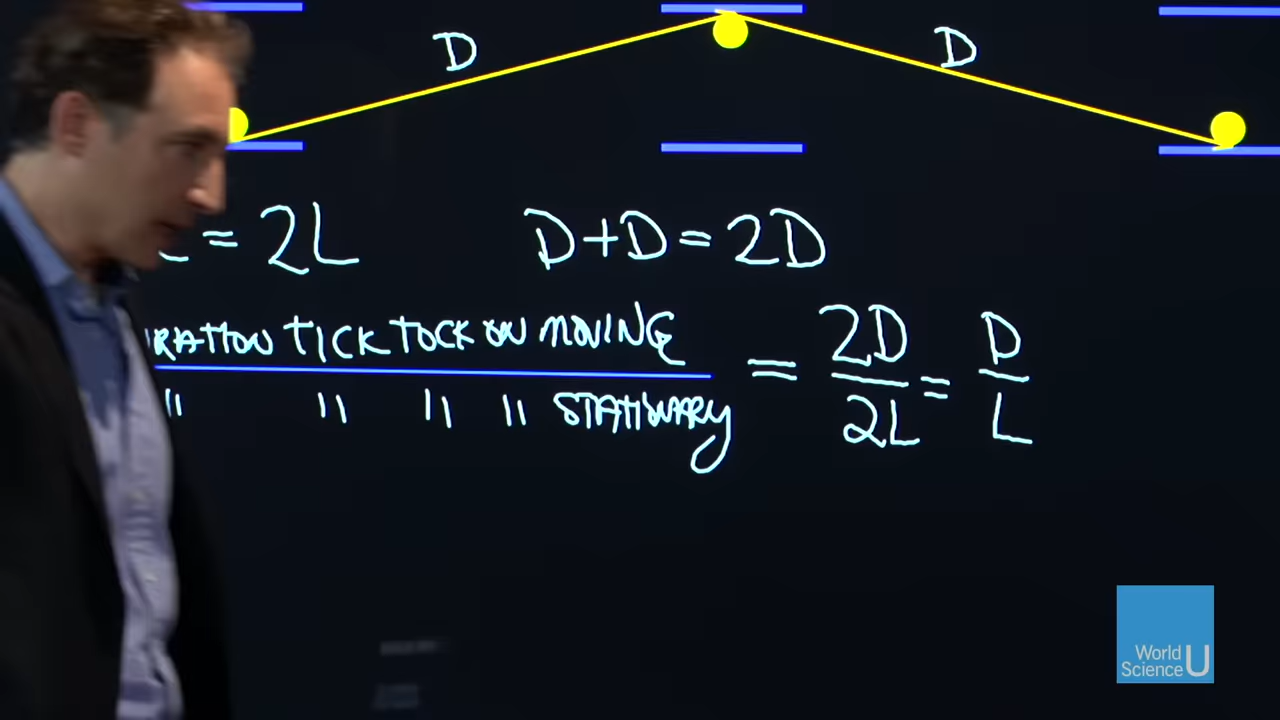 D D
= 2L D+D = 2D
TICK TOCK ON MOVING = 2D = D
" " " " STATIONARY 2L L
World
Science U